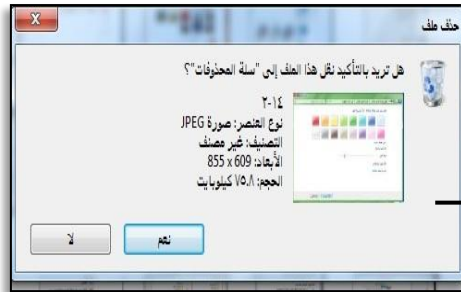 حذف ملف
هل تريد بالتأكيد نقل هذا الملف إلى "سلة المحذوفات"؟
٢-١٤
نوع العنصر: صورة JPEG
التصنيف: غير مصنف
الأبعاد: 609 x 855
الحجم: ٧٥.٨ كيلوبايت
نعم
لا